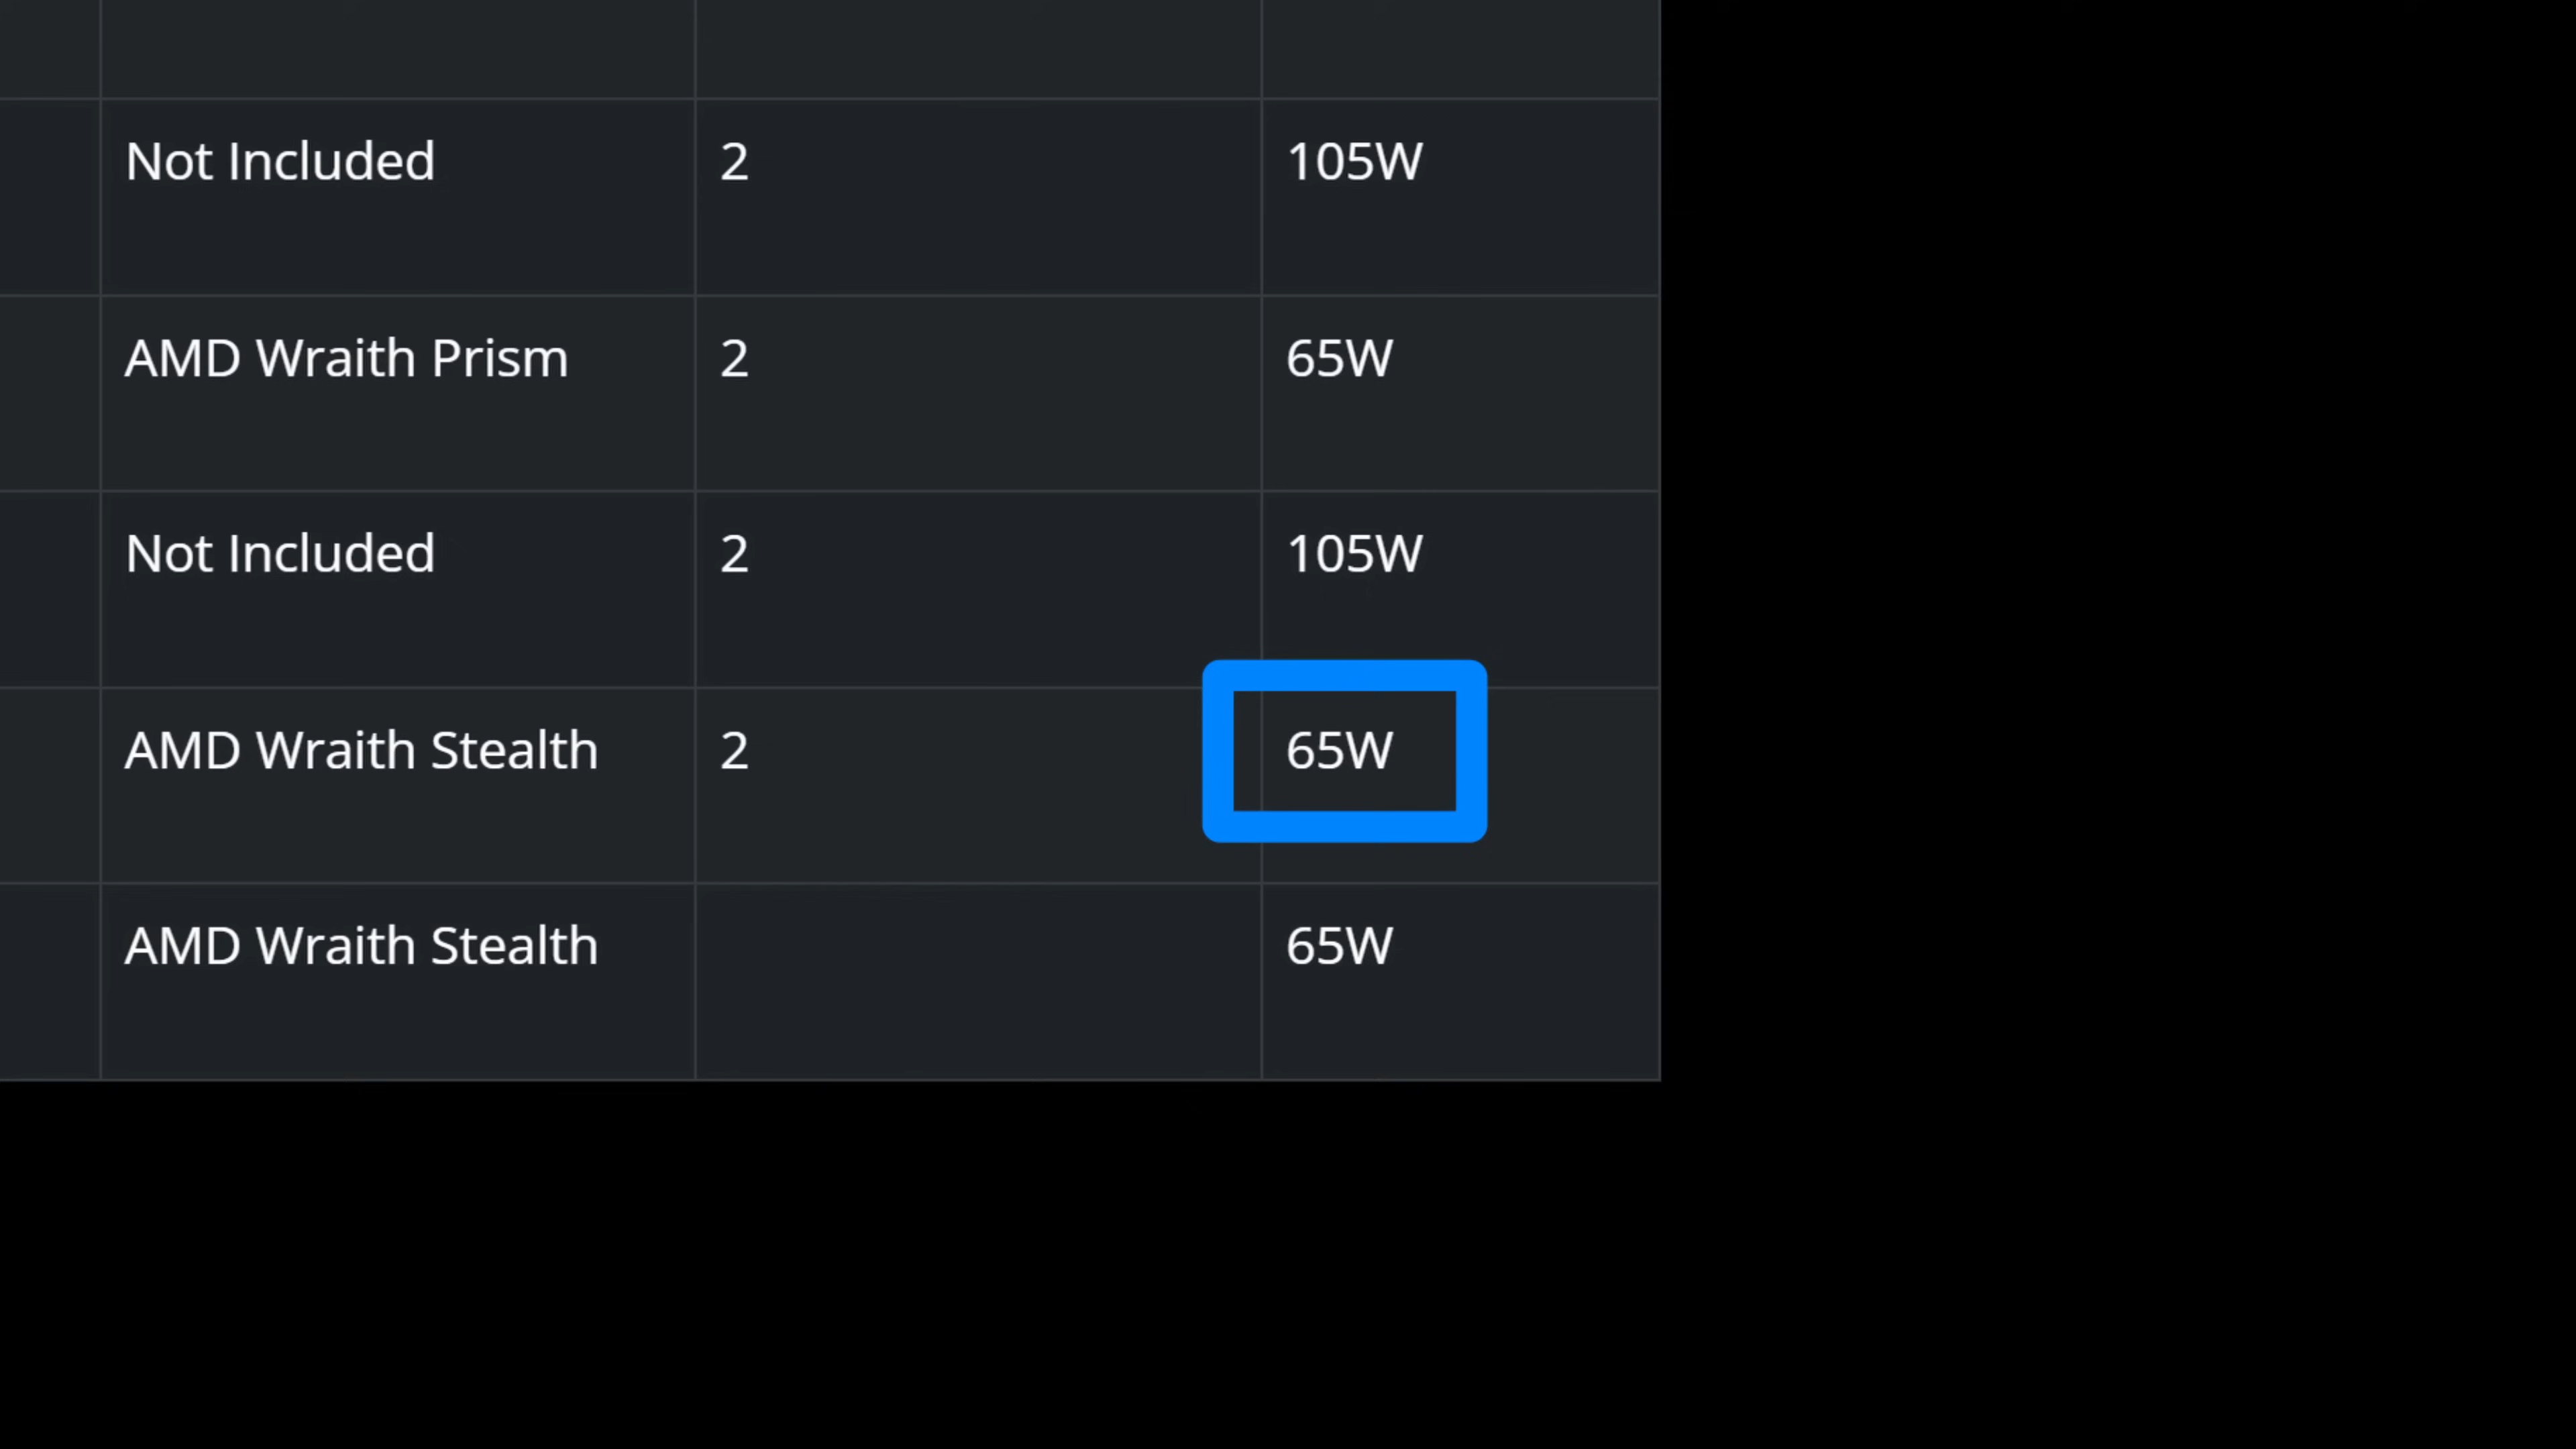 Not Included 2 105W
AMD Wraith Prism 2 65W
Not Included 2 105W
AMD Wraith Stealth 2 65W
AMD Wraith Stealth 65W